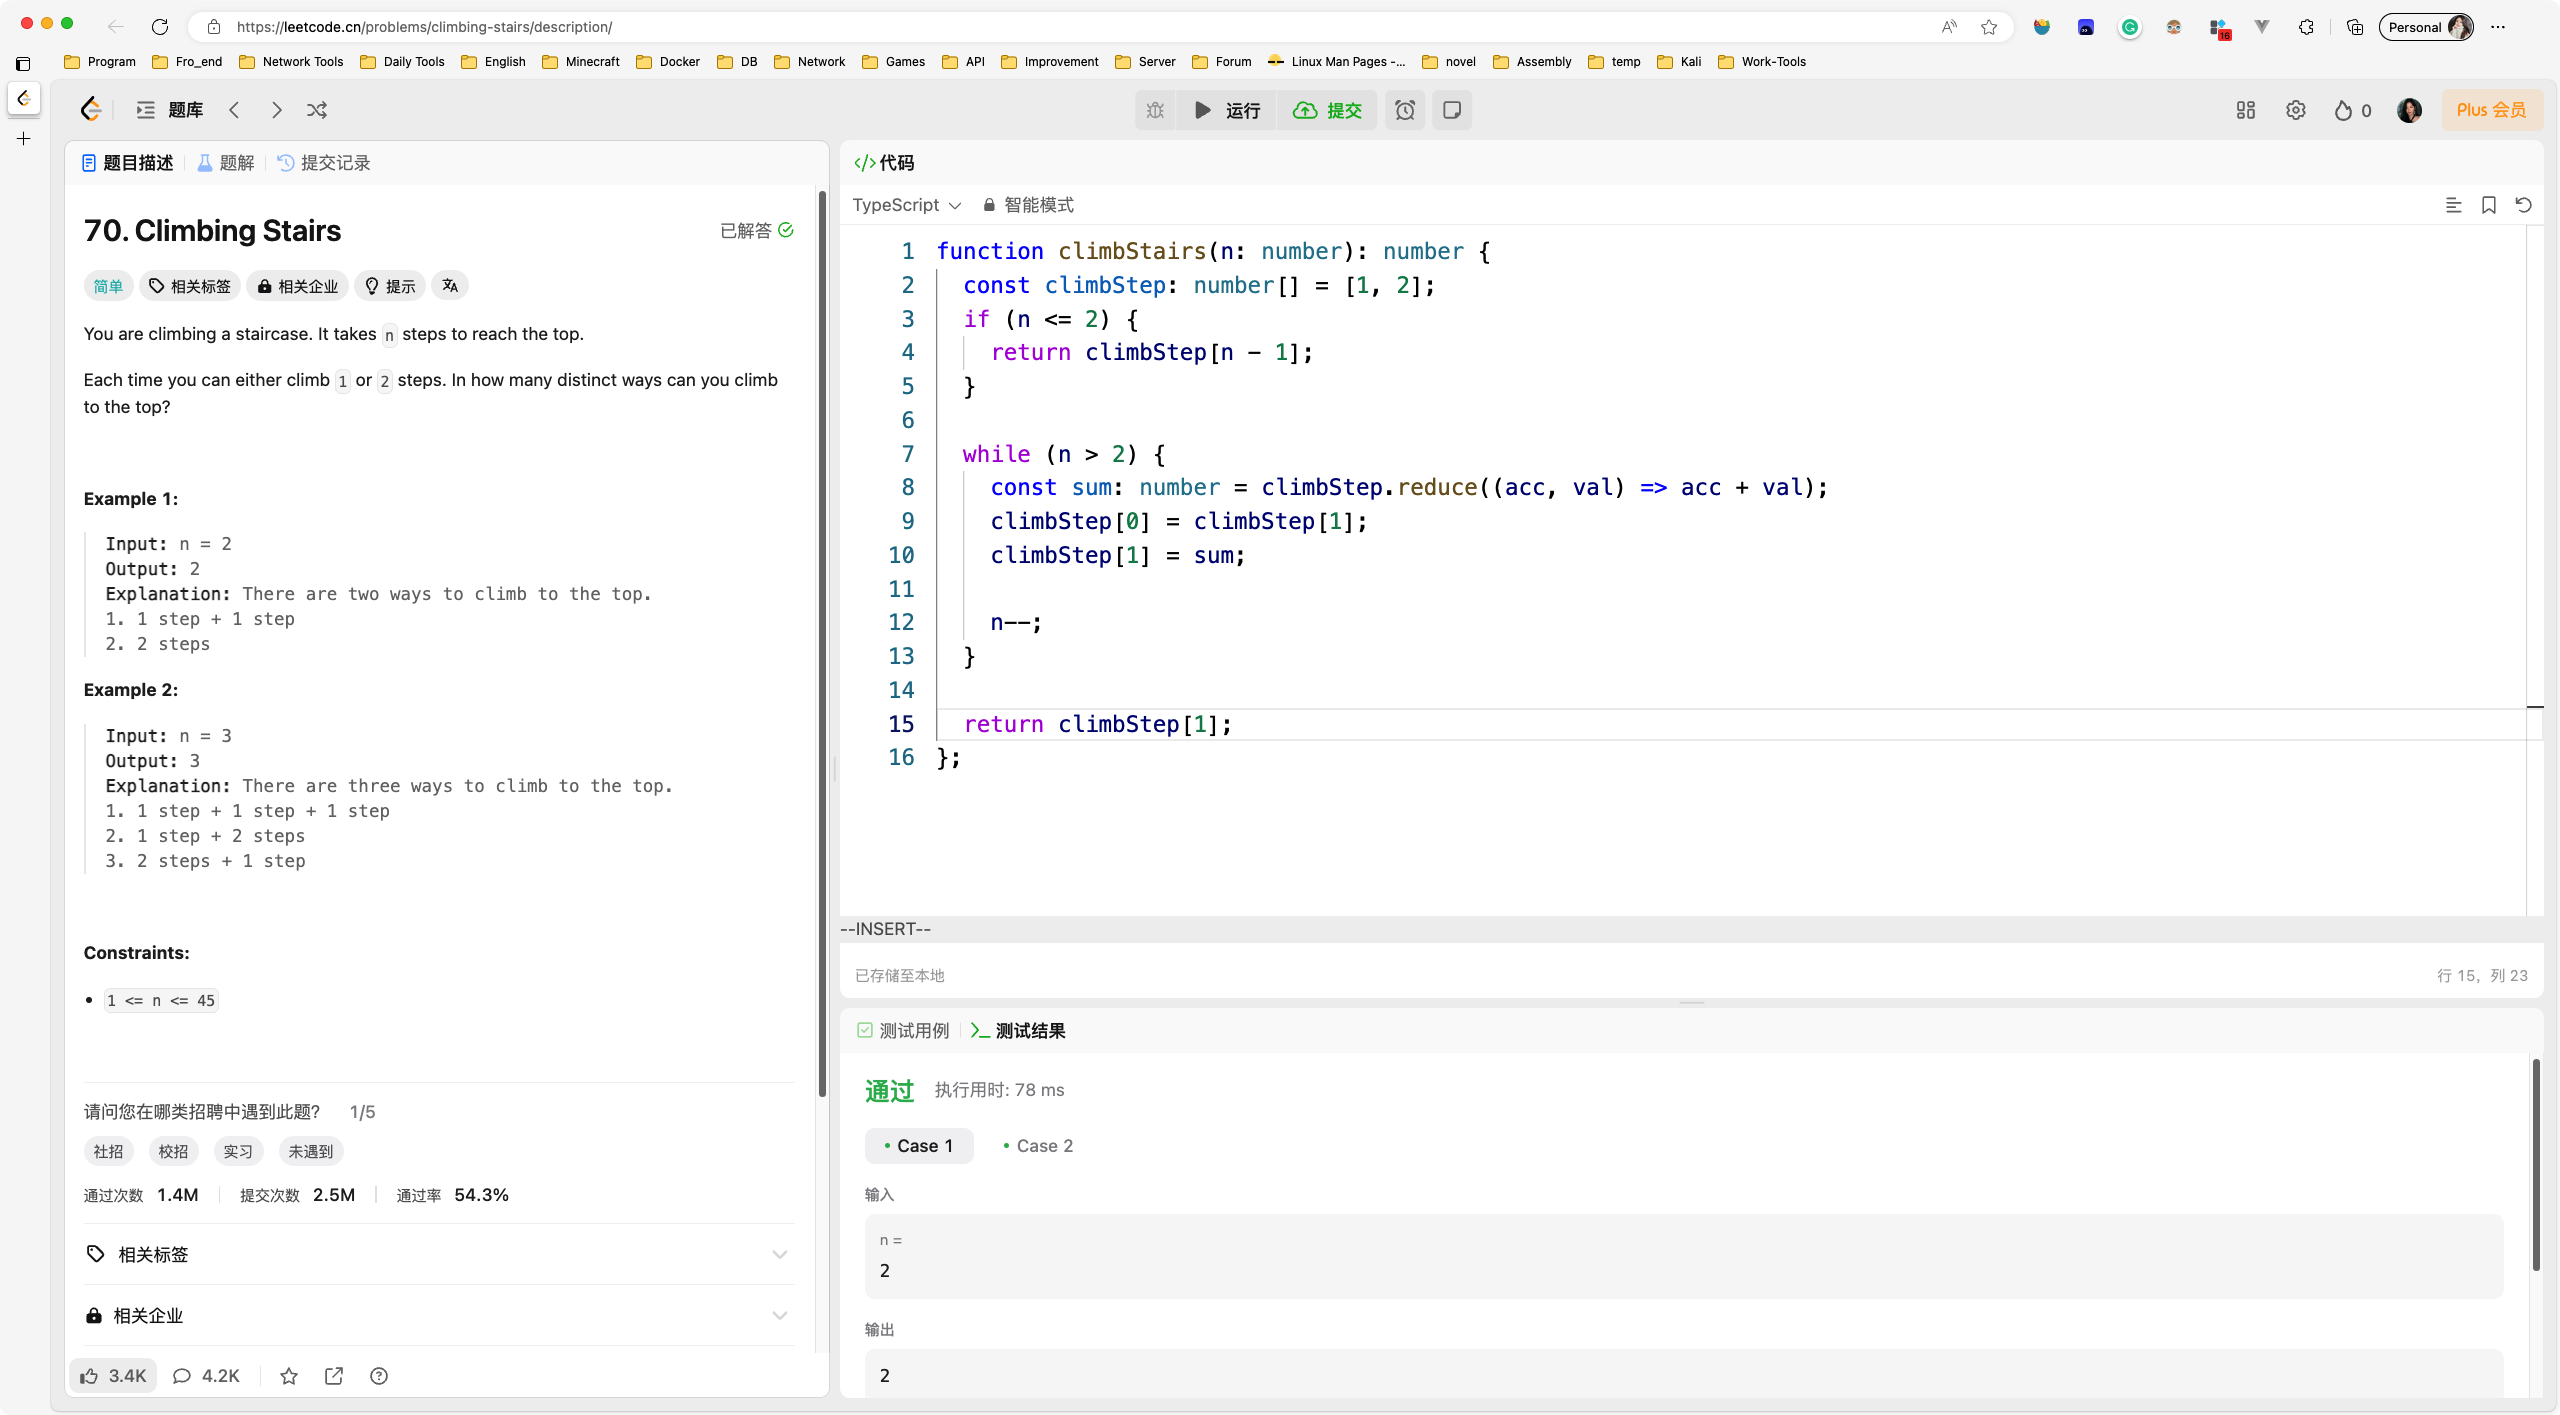 https://leetcode.cn/problems/climbing-stairs/description/
Personal
16
Program Fro_end Network Tools Daily Tools English Minecraft Docker DB Network Games API Improvement Server Forum Linux Man Pages -... novel Assembly temp Kali Work-Tools
题库 运行 提交 0 Plus 会员
题目描述 题解 提交记录
70. Climbing Stairs
已解答
简单 相关标签 相关企业 提示
You are climbing a staircase. It takes n steps to reach the top.
Each time you can either climb 1 or 2 steps. In how many distinct ways can you climb
to the top?
Example 1:
Input: n = 2
Output: 2
Explanation: There are two ways to climb to the top.
1. 1 step + 1 step
2. 2 steps
Example 2:
Input: n = 3
Output: 3
Explanation: There are three ways to climb to the top.
1. 1 step + 1 step + 1 step
2. 1 step + 2 steps
3. 2 steps + 1 step
Constraints:
• 1 <= n <= 45
请问您在哪类招聘中遇到此题? 1/5
社招 校招 实习 未遇到
通过次数 1.4M 提交次数 2.5M 通过率 54.3%
相关标签
相关企业
3.4K 4.2K
</>代码
TypeScript 智能模式
1 function climbStairs(n: number): number {
2 const climbStep: number[] = [1, 2];
3 if (n <= 2) {
4 return climbStep[n - 1];
5 }
6
7 while (n > 2) {
8 const sum: number = climbStep.reduce((acc, val) => acc + val);
9 climbStep[0] = climbStep[1];
10 climbStep[1] = sum;
11
12 n--;
13 }
14
15 return climbStep[1];
16 };
--INSERT--
已存储至本地
行 15, 列 23
测试用例 测试结果
通过 执行用时: 78 ms
• Case 1 • Case 2
输入
n =
2
输出
2